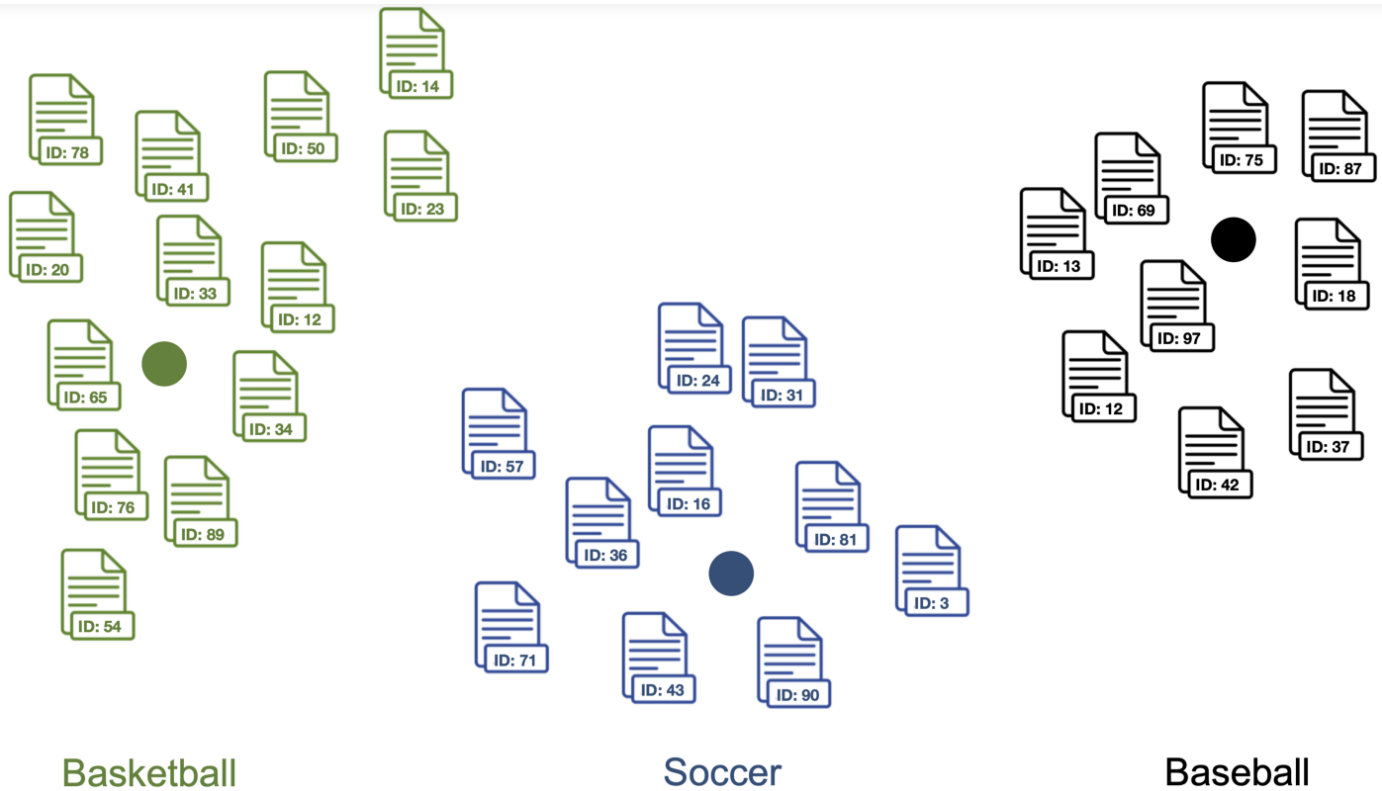 ID: 14
ID: 78
ID: 50
ID: 41
ID: 23
ID: 20
ID: 33
ID: 12
ID: 65
ID: 34
ID: 76
ID: 89
ID: 54
Basketball
ID: 24
ID: 31
ID: 57
ID: 16
ID: 36
ID: 81
ID: 3
ID: 71
ID: 43
ID: 90
Soccer
ID: 75
ID: 87
ID: 69
ID: 13
ID: 18
ID: 97
ID: 12
ID: 37
ID: 42
Baseball